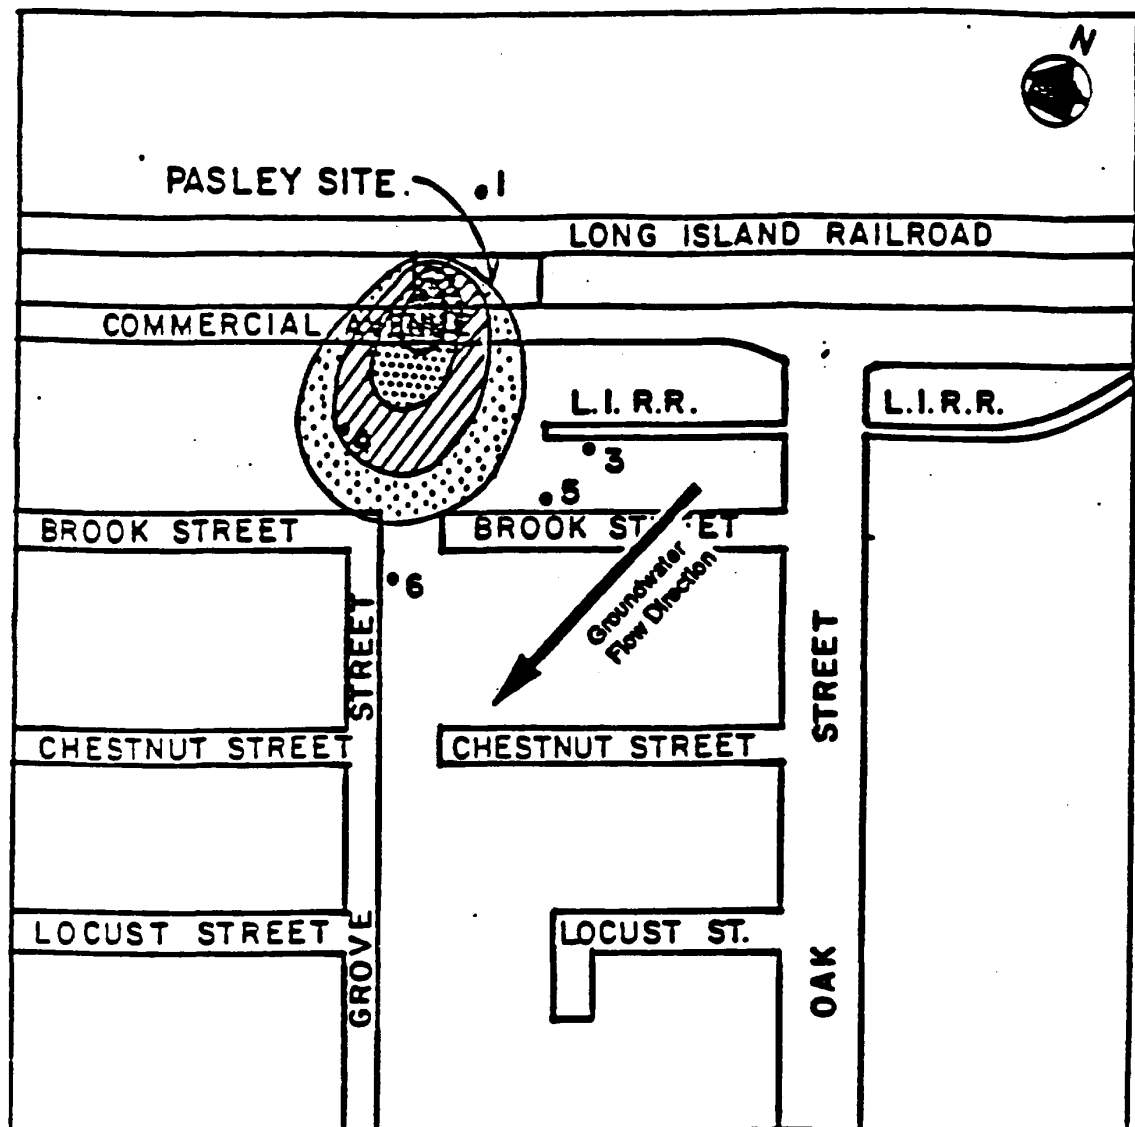 N
PASLEY SITE.
1
LONG ISLAND RAILROAD
COMMERCIAL AVENUE
L.I.R.R.
L.I.R.R.
3
5
BROOK STREET
BROOK ST ET
Groundwater
Flow Direction
6
STREET
STREET
CHESTNUT STREET
CHESTNUT STREET
LOCUST STREET
LOCUST ST.
GROVE
OAK